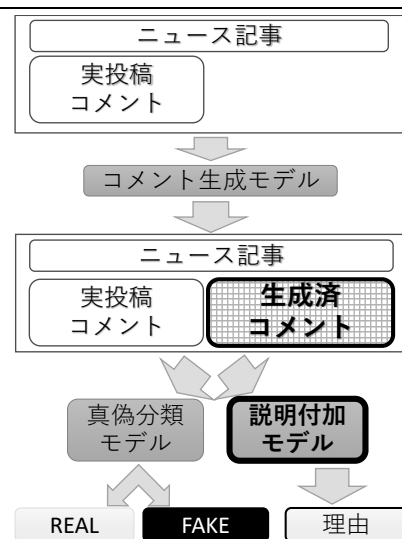 ニュース記事
実投稿
コメント
コメント生成モデル
ニュース記事
実投稿
コメント
生成済
コメント
真偽分類
モデル
説明付加
モデル
REAL
FAKE
理由